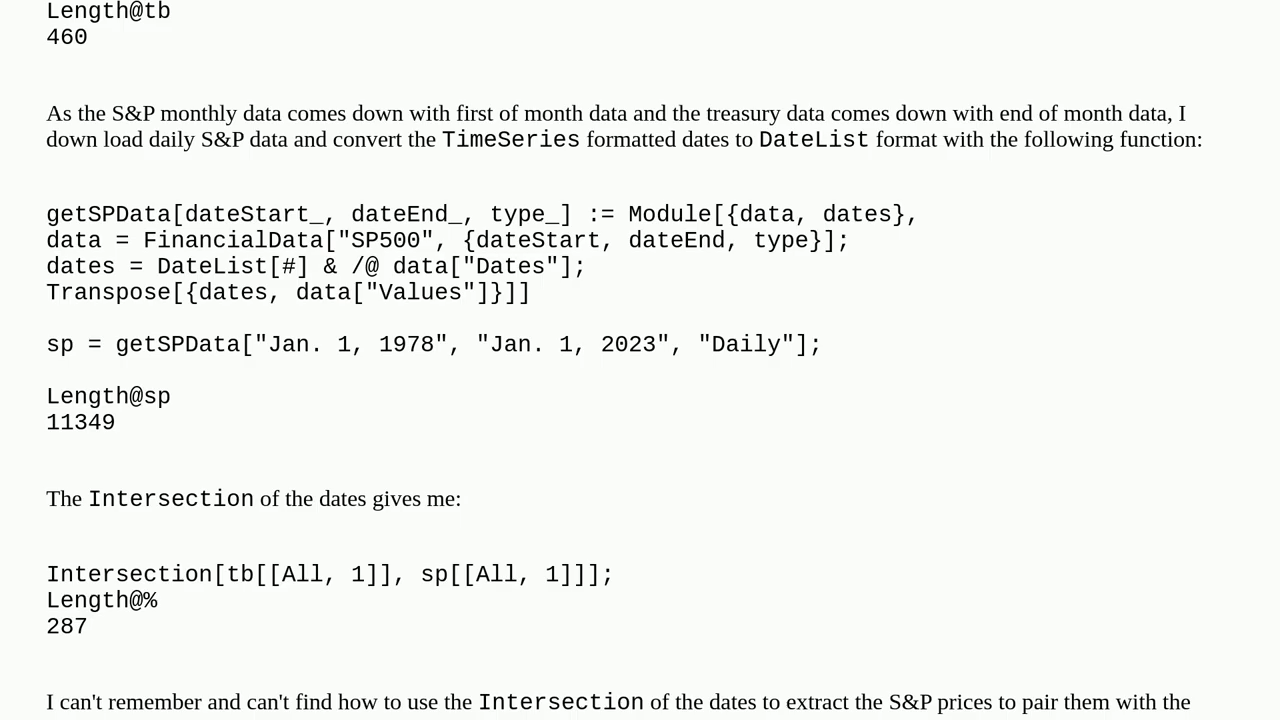 Length@tb
460
As the S&P monthly data comes down with first of month data and the treasury data comes down with end of month data, I
down load daily S&P data and convert the TimeSeries formatted dates to DateList format with the following function:
getSPData[dateStart_, dateEnd_, type_] := Module[{data, dates},
data = FinancialData["SP500", {dateStart, dateEnd, type}];
dates = DateList[#] & /@ data["Dates"];
Transpose[{dates, data["Values"]}]]
sp = getSPData["Jan. 1, 1978", "Jan. 1, 2023", "Daily"];
Length@sp
11349
The Intersection of the dates gives me:
Intersection[tb[[All, 1]], sp[[All, 1]]];
Length@%
287
I can't remember and can't find how to use the Intersection of the dates to extract the S&P prices to pair them with the